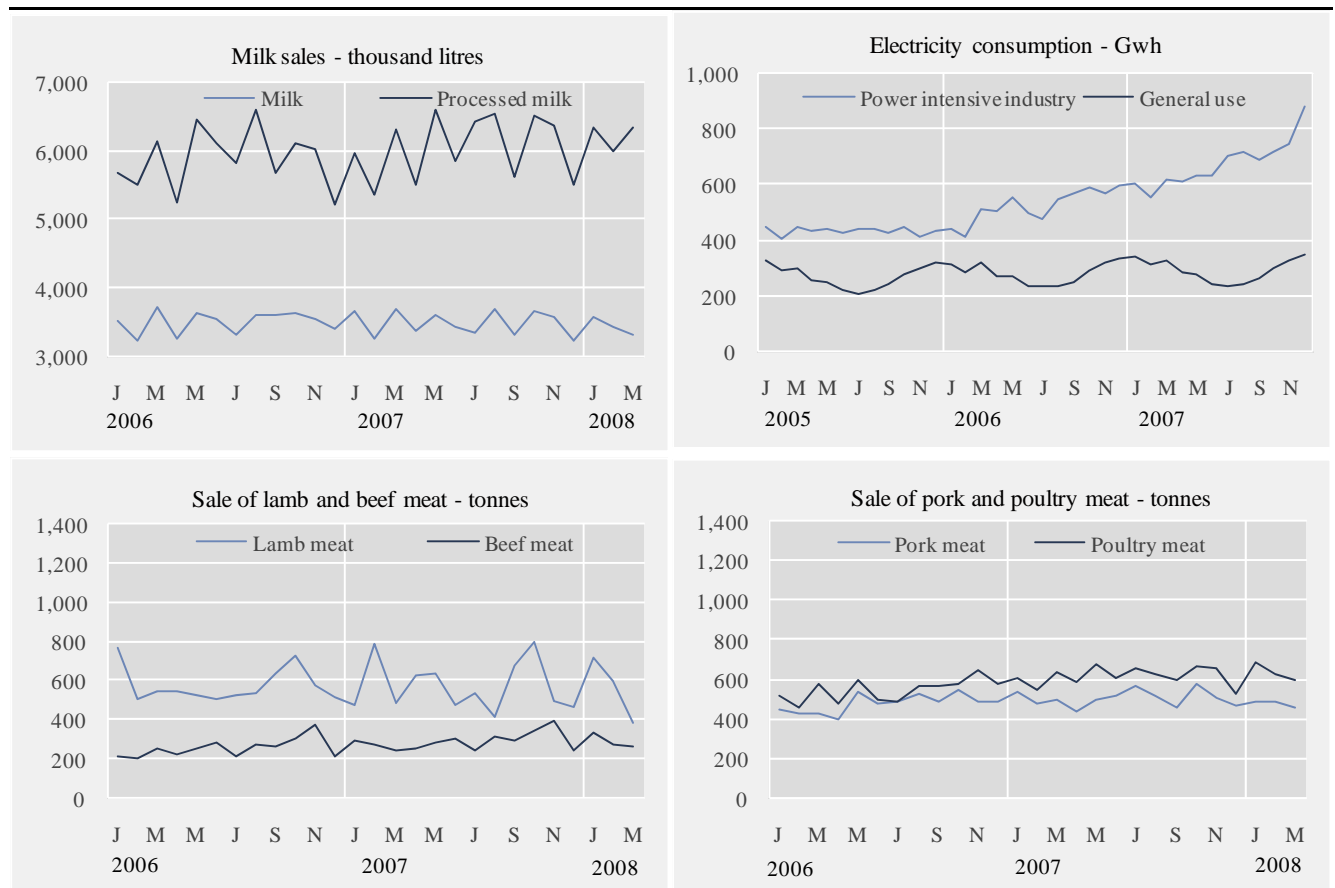 Milk sales - thousand litres
7,000
Milk Processed milk
6,000
5,000
4,000
3,000
J M M J S N J M M J S N J M
2006 2007 2008
Electricity consumption - Gwh
1,000
Power intensive industry General use
800
600
400
200
0
J M M J S N J M M J S N J M M J S N
2005 2006 2007
Sale of lamb and beef meat - tonnes
1,400
Lamb meat Beef meat
1,200
1,000
800
600
400
200
0
J M M J S N J M M J S N J M
2006 2007 2008
Sale of pork and poultry meat - tonnes
1,400
Pork meat Poultry meat
1,200
1,000
800
600
400
200
0
J M M J S N J M M J S N J M
2006 2007 2008